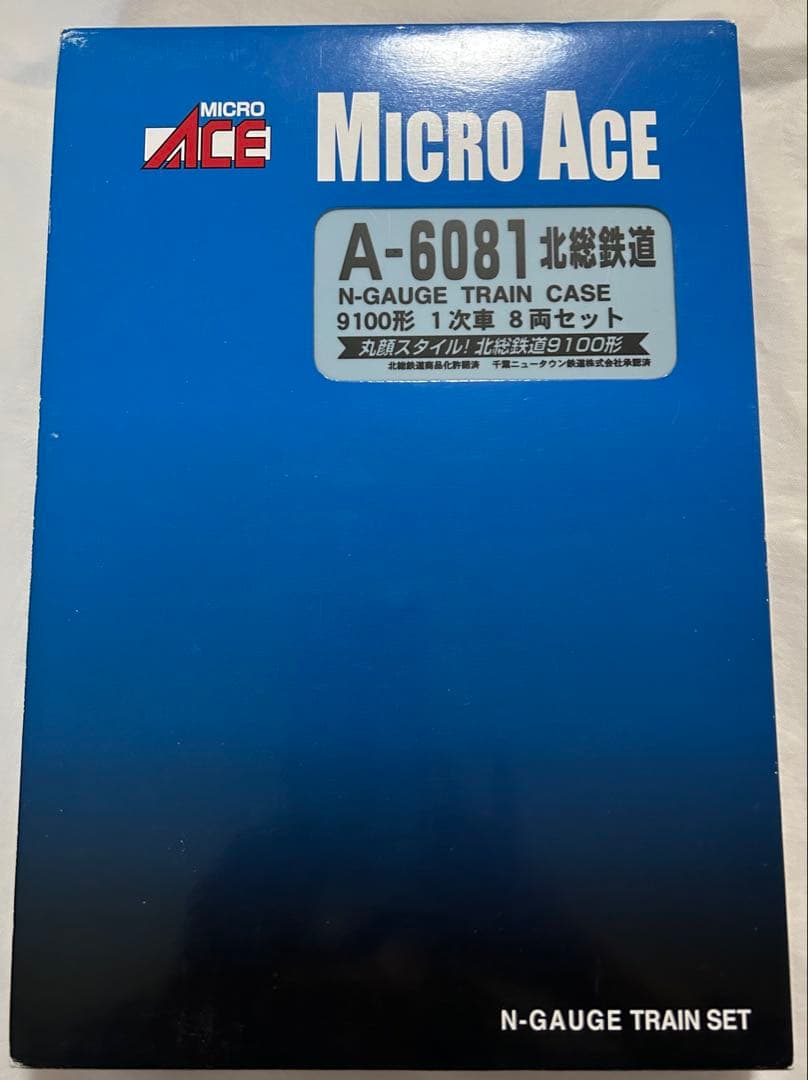 MICRO
ACE
MICRO ACE
A-6081 北総鉄道
N-GAUGE TRAIN CASE
9100形 1次車 8両セット
丸顔スタイル! 北総鉄道9100形
北総鉄道商品化許諾済 千葉ニュータウン鉄道株式会社承認済
N-GAUGE TRAIN SET